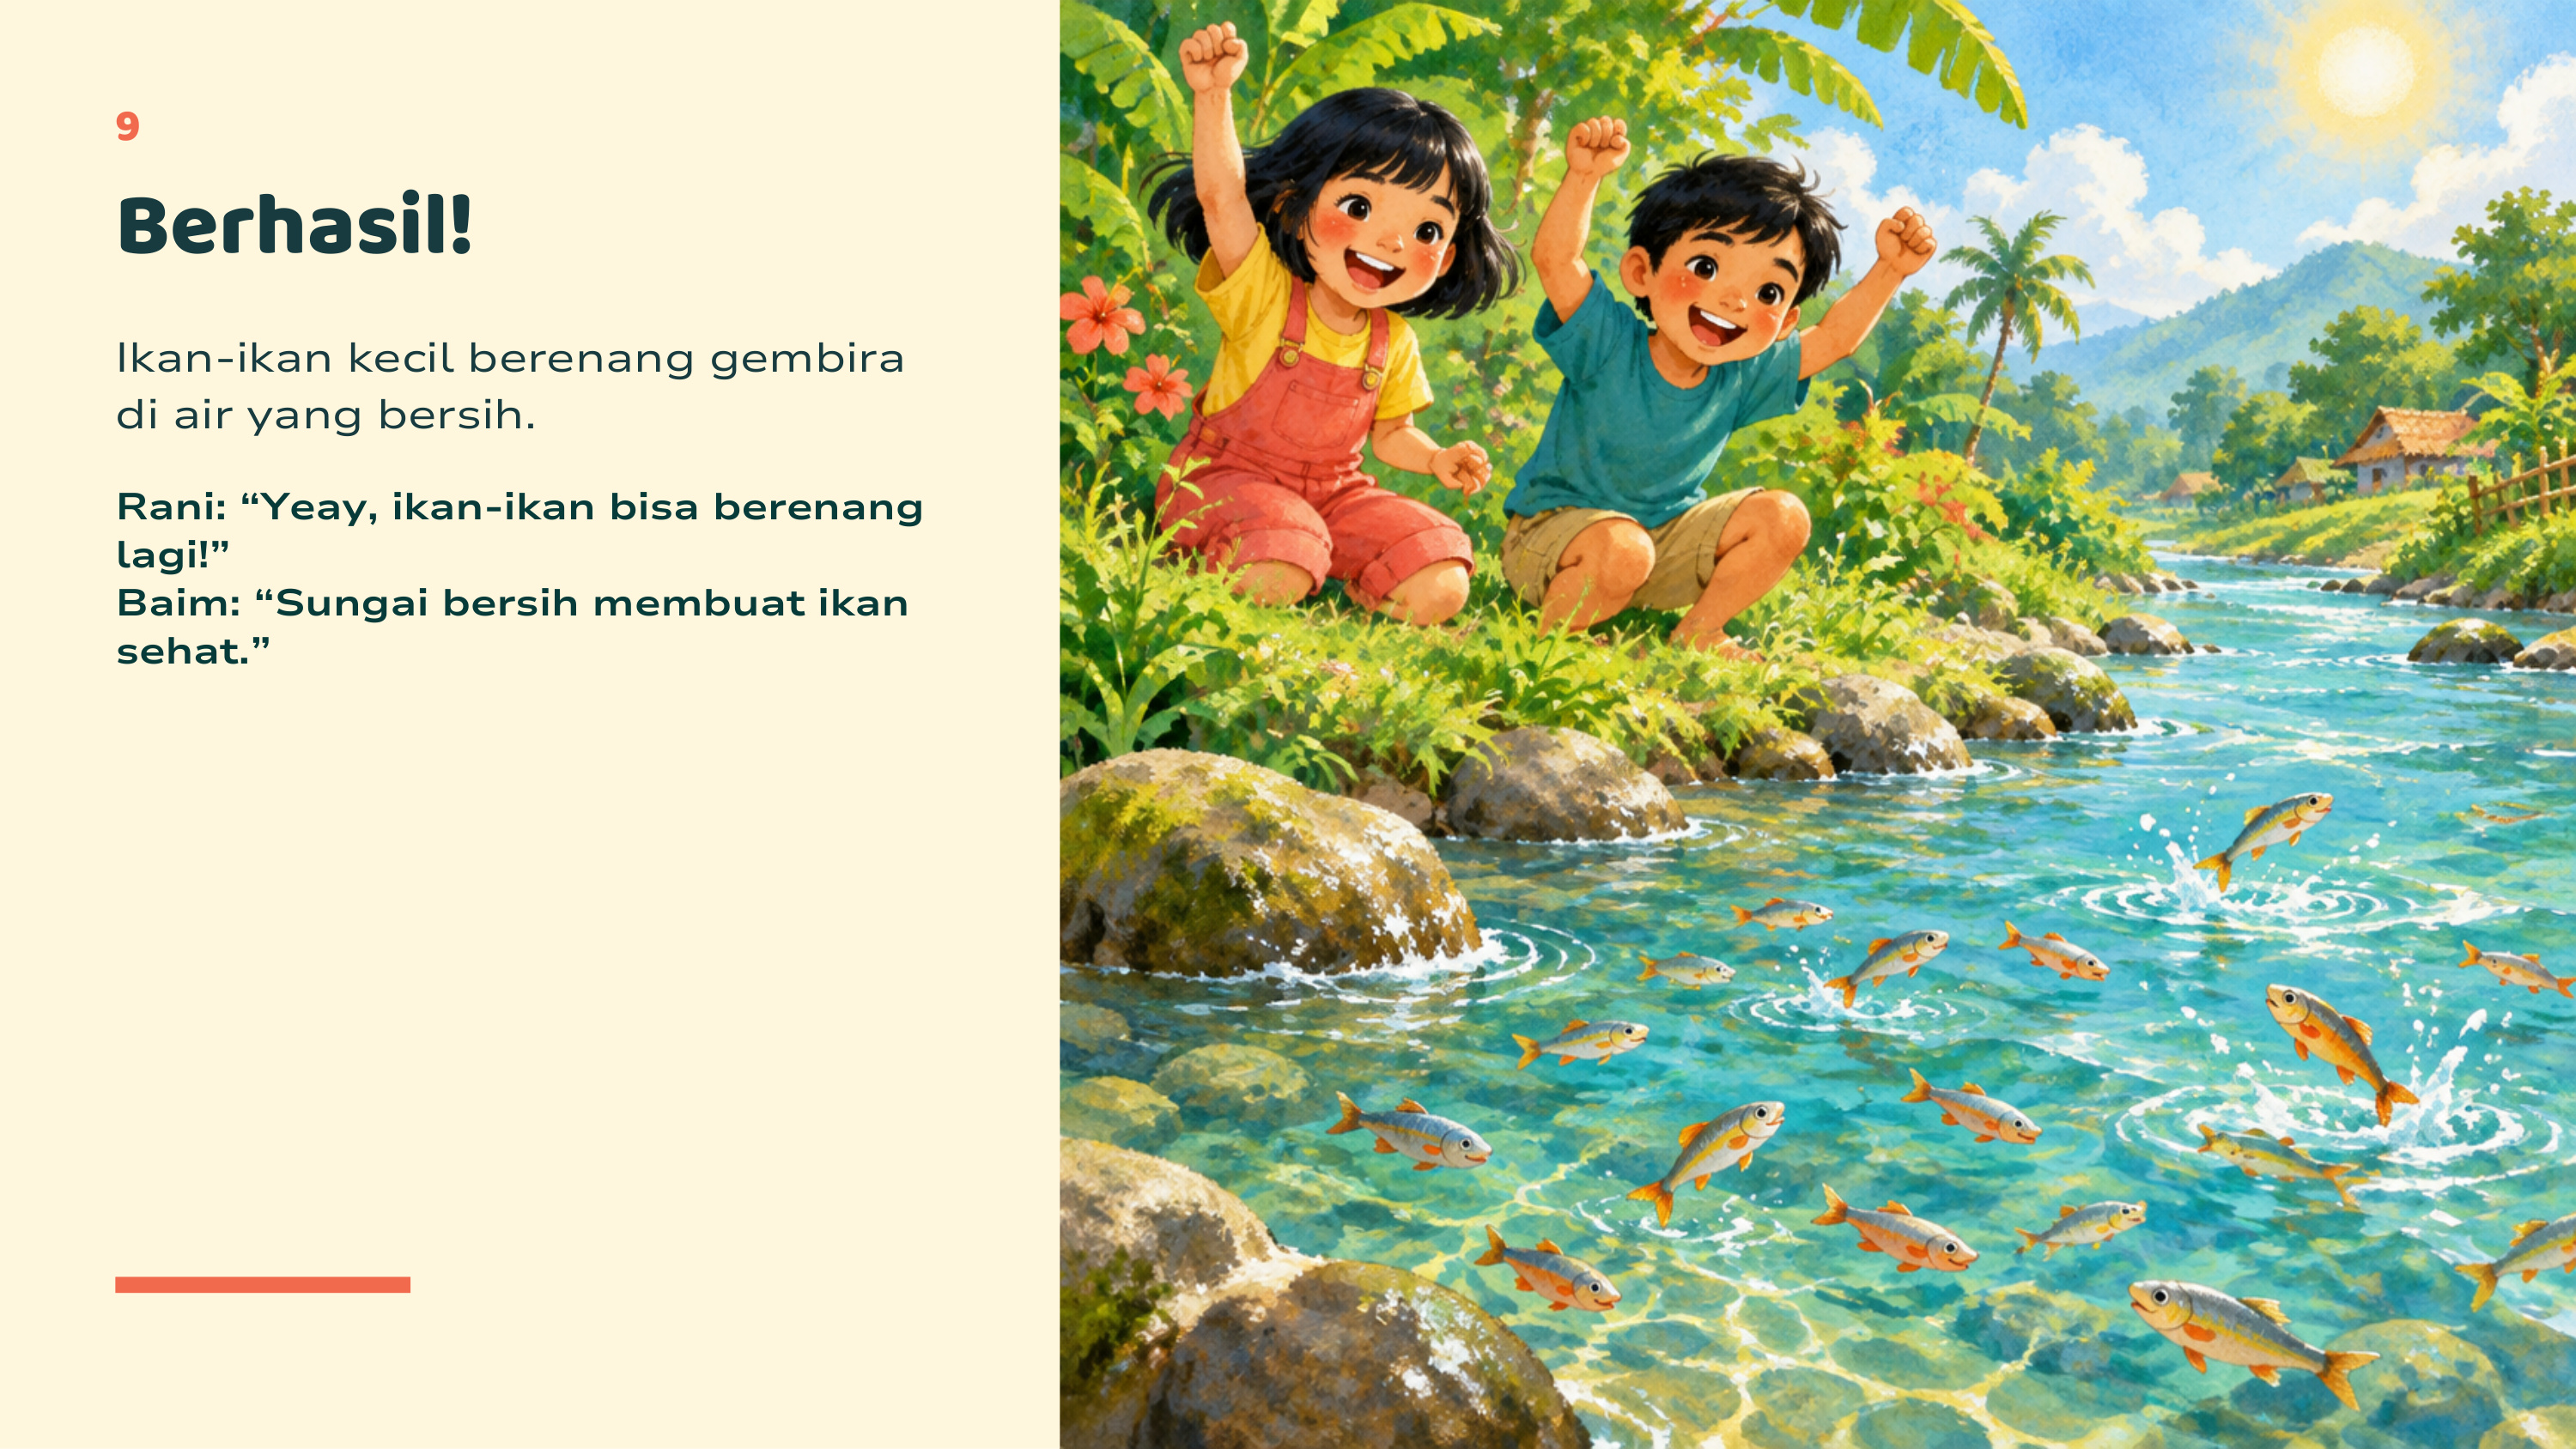 9
Berhasil!
Ikan-ikan kecil berenang gembira
di air yang bersih.
Rani: “Yeay, ikan-ikan bisa berenang
lagi!”
Baim: “Sungai bersih membuat ikan
sehat.”